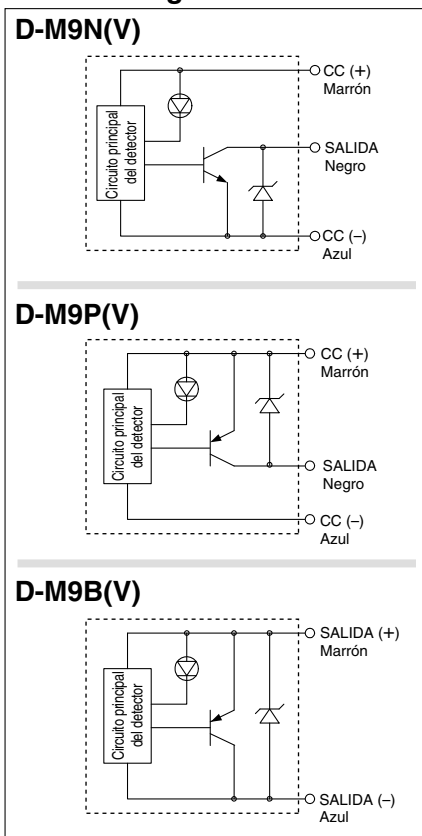 D-M9N(V)
CC (+)
Marrón
Circuito principal
del detector
SALIDA
Negro
CC (–)
Azul
D-M9P(V)
CC (+)
Marrón
Circuito principal
del detector
SALIDA
Negro
CC (–)
Azul
D-M9B(V)
SALIDA (+)
Marrón
Circuito principal
del detector
SALIDA (–)
Azul